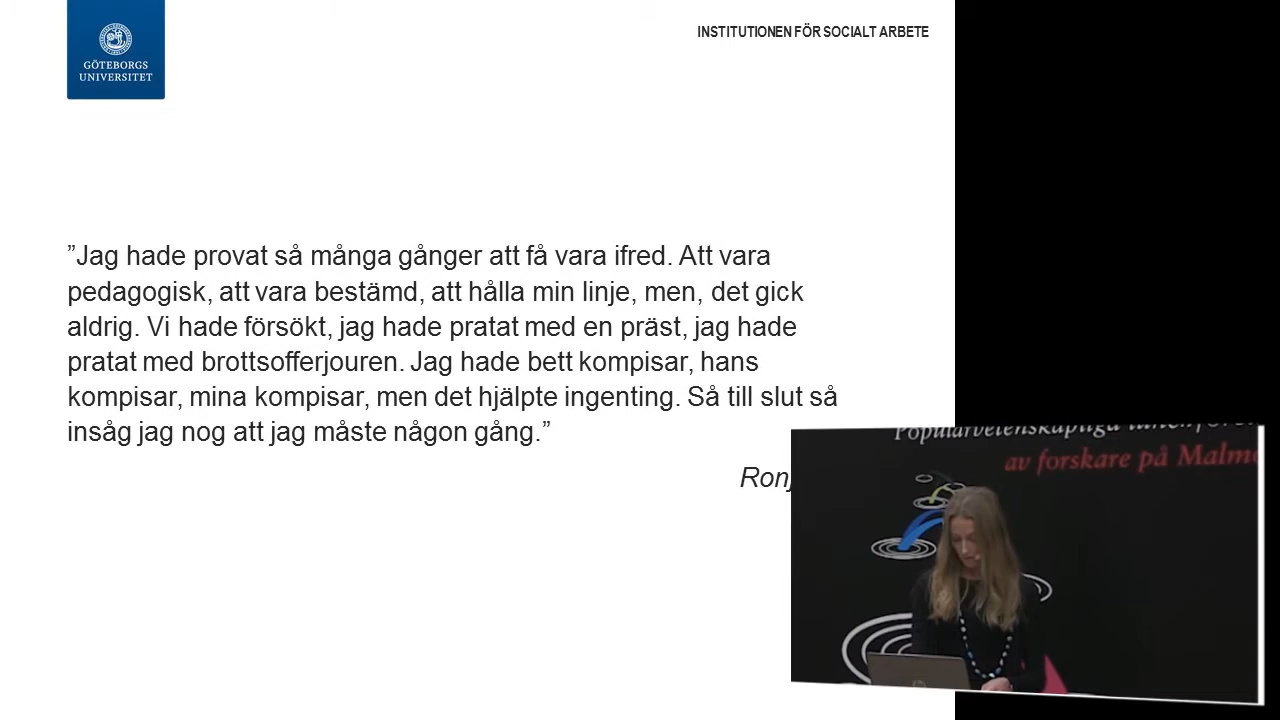 GÖTEBORGS
UNIVERSITET
INSTITUTIONEN FÖR SOCIALT ARBETE
”Jag hade provat så många gånger att få vara ifred. Att vara
pedagogisk, att vara bestämd, att hålla min linje, men, det gick
aldrig. Vi hade försökt, jag hade pratat med en präst, jag hade
pratat med brottsofferjouren. Jag hade bett kompisar, hans
kompisar, mina kompisar, men det hjälpte ingenting. Så till slut så
insåg jag nog att jag måste någon gång.”
av forskare på